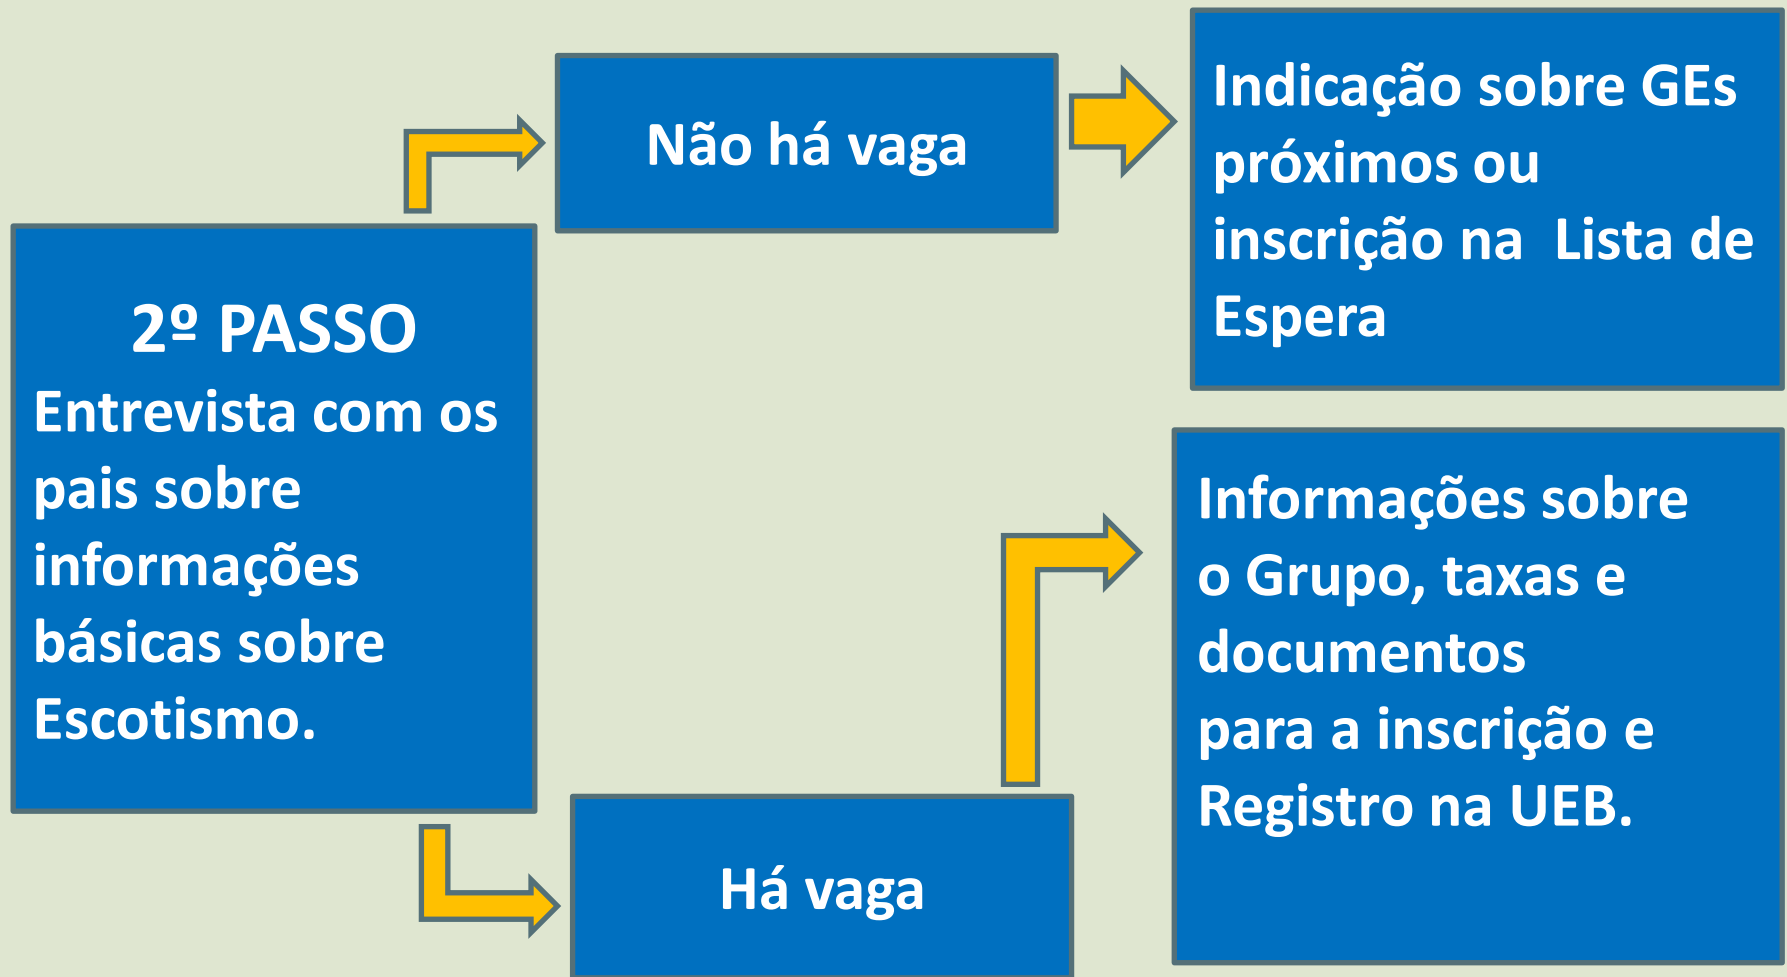 2º PASSO
Entrevista com os
pais sobre
informações
básicas sobre
Escotismo.
Não há vaga
Indicação sobre GEs
próximos ou
inscrição na  Lista de
Espera
Há vaga
Informações sobre
o Grupo, taxas e
documentos
para a inscrição e
Registro na UEB.